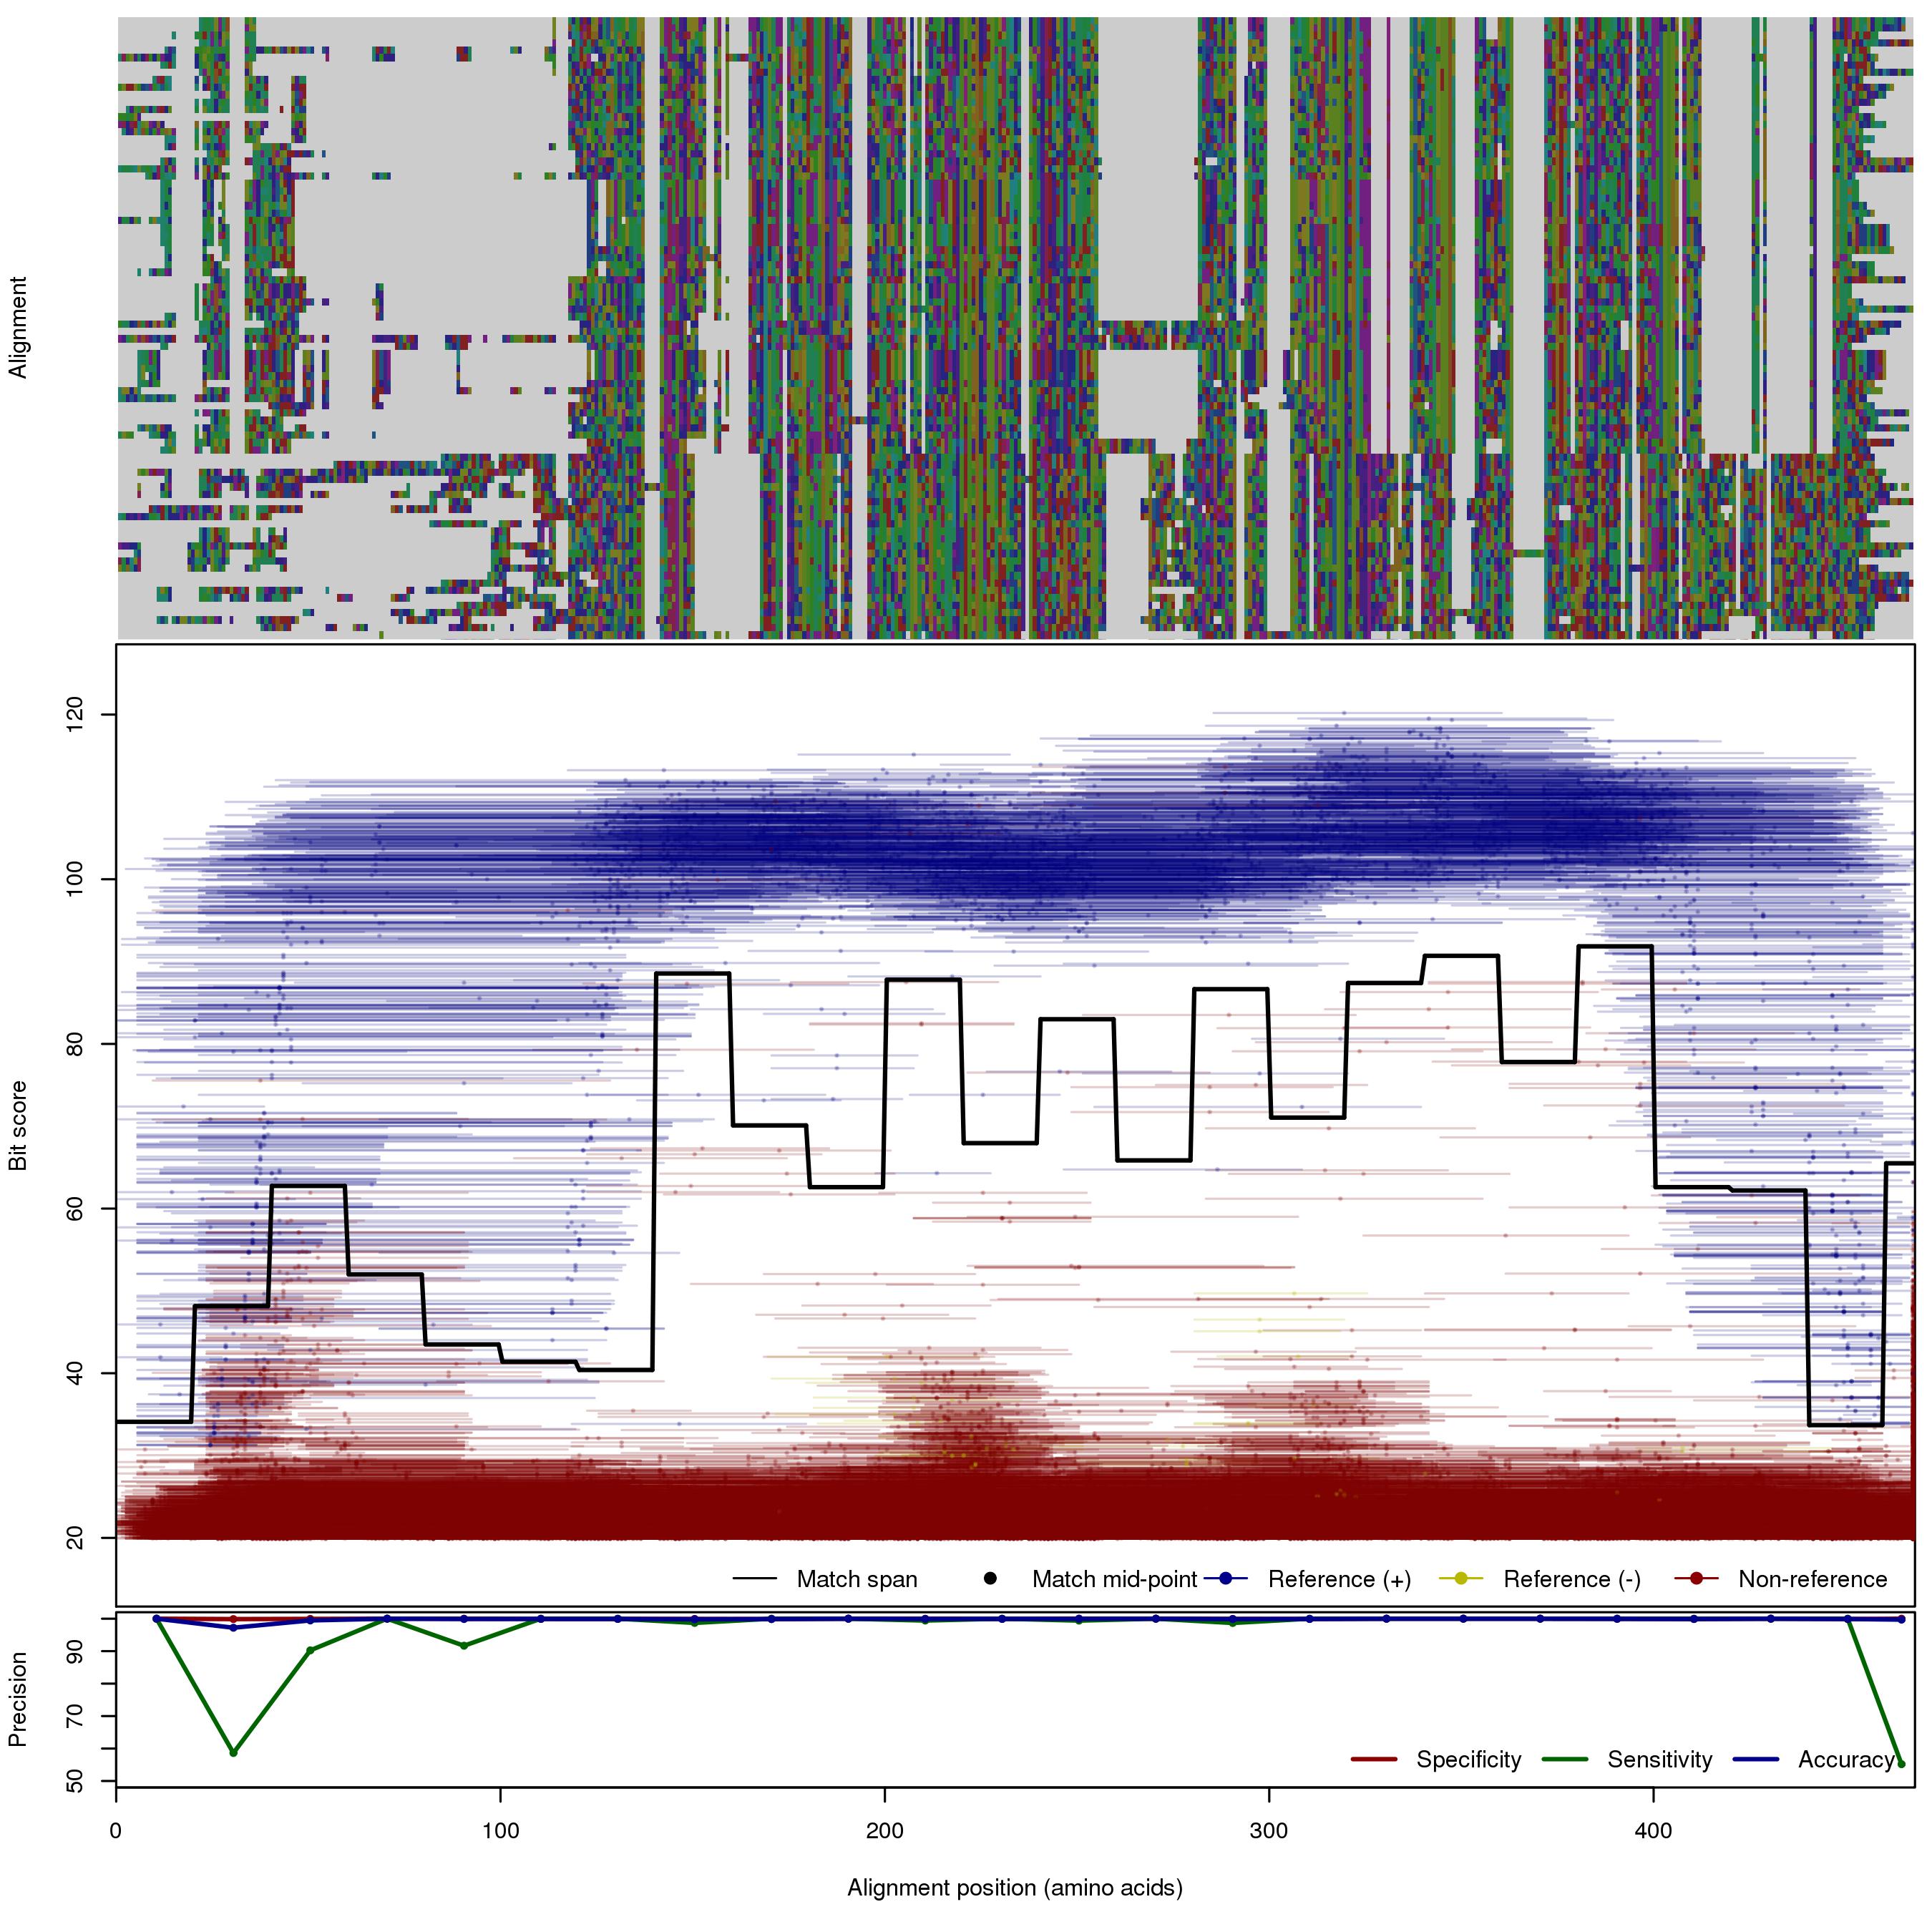 Alignment
120
100
80
60
40
20
Bit score
Match span Match mid-point Reference (+) Reference (-) Non-reference
90
70
50
Precision
Specificity Sensitivity Accuracy
0 100 200 300 400
Alignment position (amino acids)